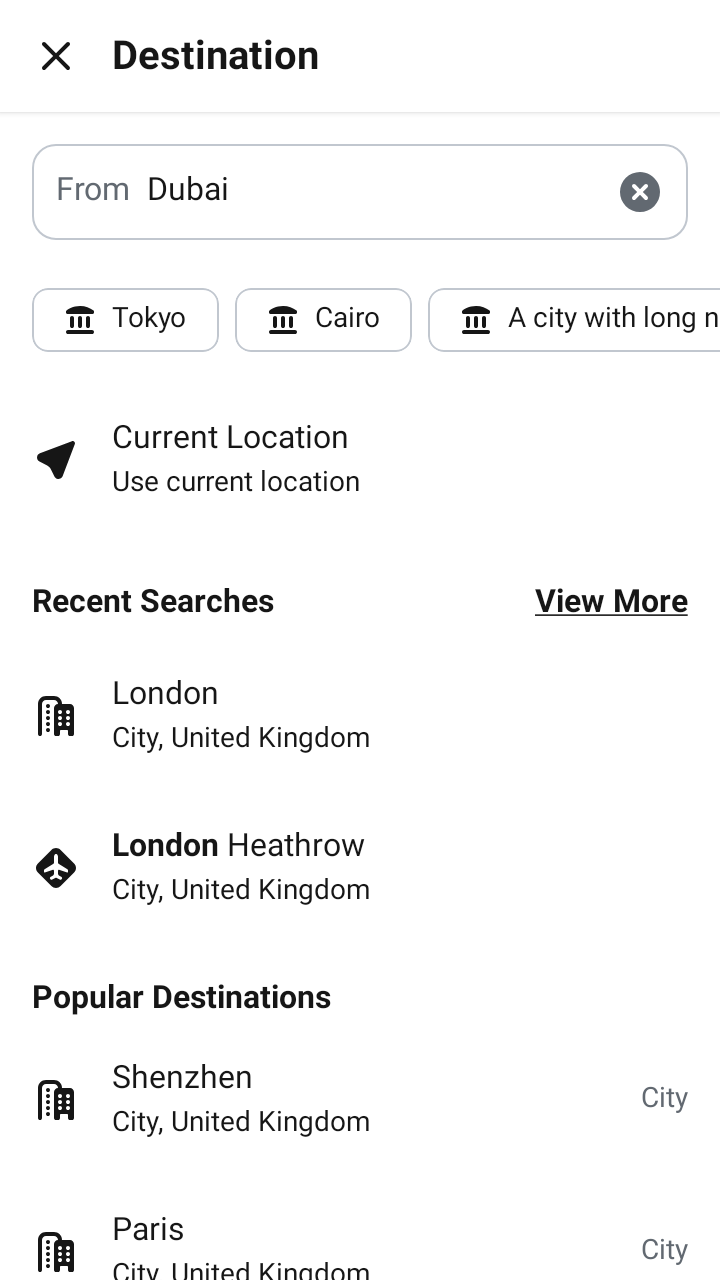 Destination
From Dubai
Tokyo
Cairo
A city with long n
Current Location
Use current location
Recent Searches
View More
London
City, United Kingdom
London Heathrow
City, United Kingdom
Popular Destinations
Shenzhen
City, United Kingdom
City
Paris
City, United Kingdom
City